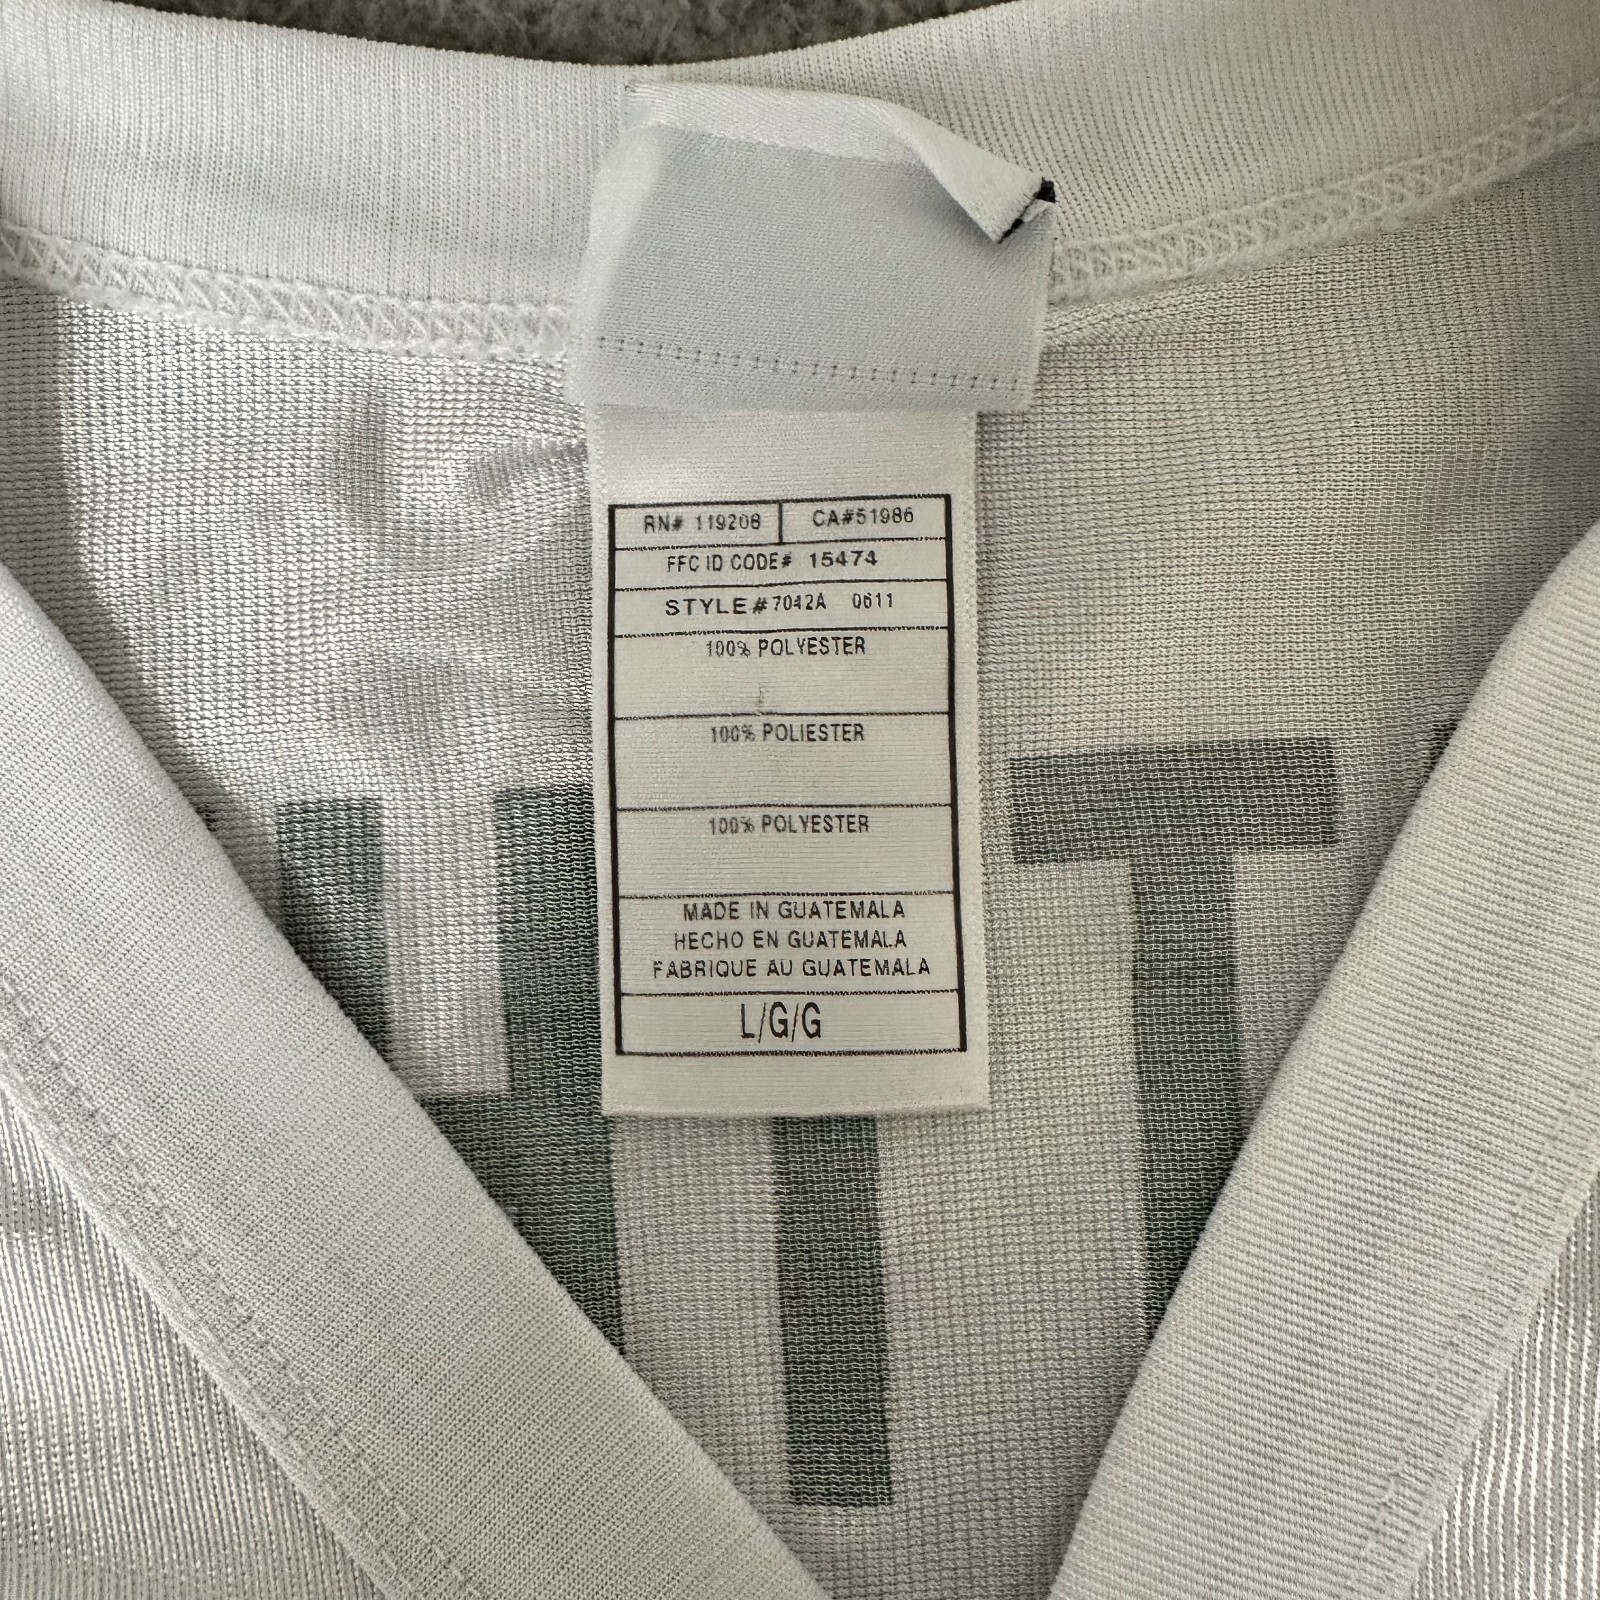 RN# 119208 CA#51986
FFC ID CODE# 15474
STYLE#7042A 0611
100% POLYESTER
100% POLIESTER
100% POLYESTER
MADE IN GUATEMALA
HECHO EN GUATEMALA
FABRIQUE AU GUATEMALA
L/G/G